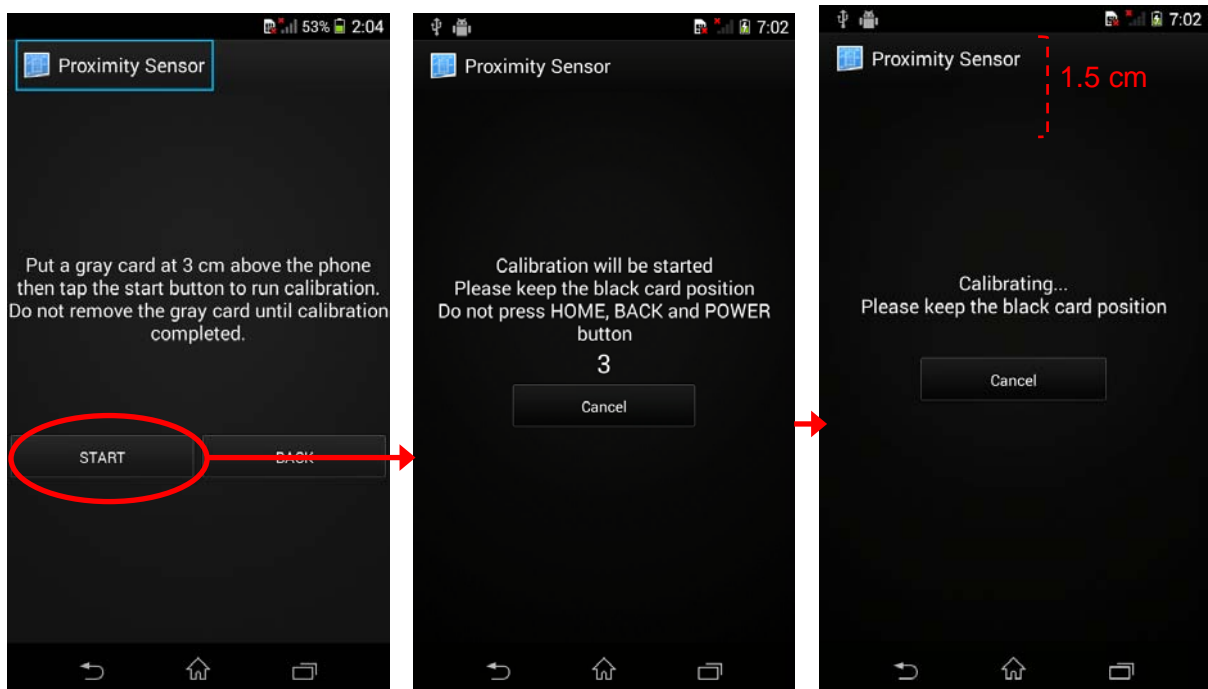 53% 2:04
Proximity Sensor
Put a gray card at 3 cm above the phone
then tap the start button to run calibration.
Do not remove the gray card until calibration
completed.
START
BACK
7:02
Proximity Sensor
Calibration will be started
Please keep the black card position
Do not press HOME, BACK and POWER
button
3
Cancel
7:02
Proximity Sensor
1.5 cm
Calibrating...
Please keep the black card position
Cancel